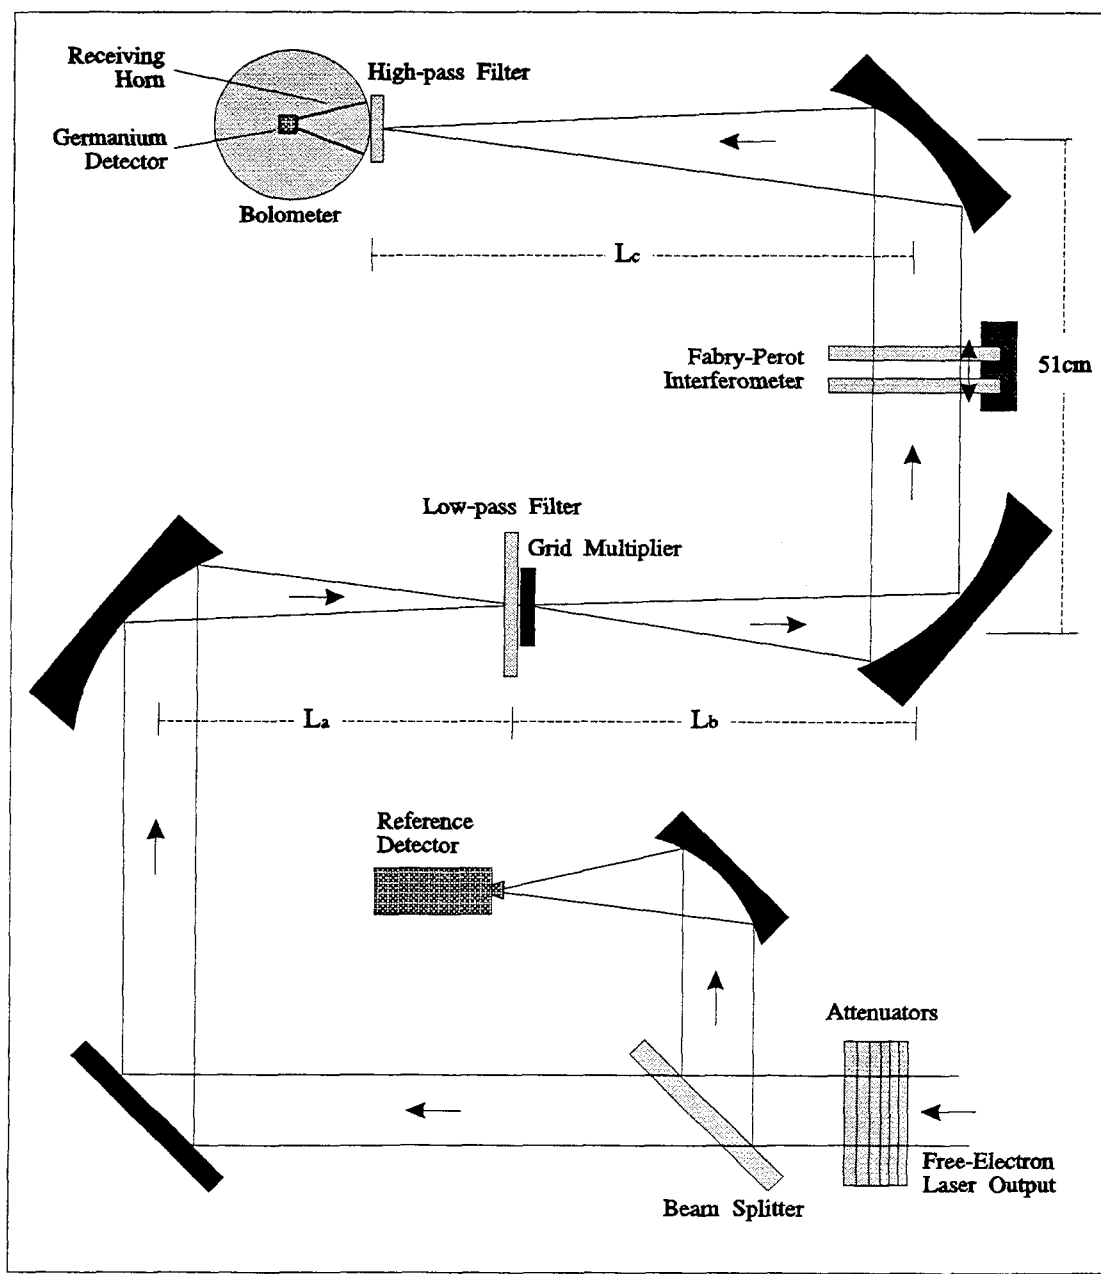 Receiving
Horn
High-pass Filter
Germanium
Detector
Bolometer
Lc
Fabry-Perot
Interferometer
51cm
Low-pass Filter
Grid Multiplier
La
Lb
Reference
Detector
Attenuators
Free-Electron
Laser Output
Beam Splitter